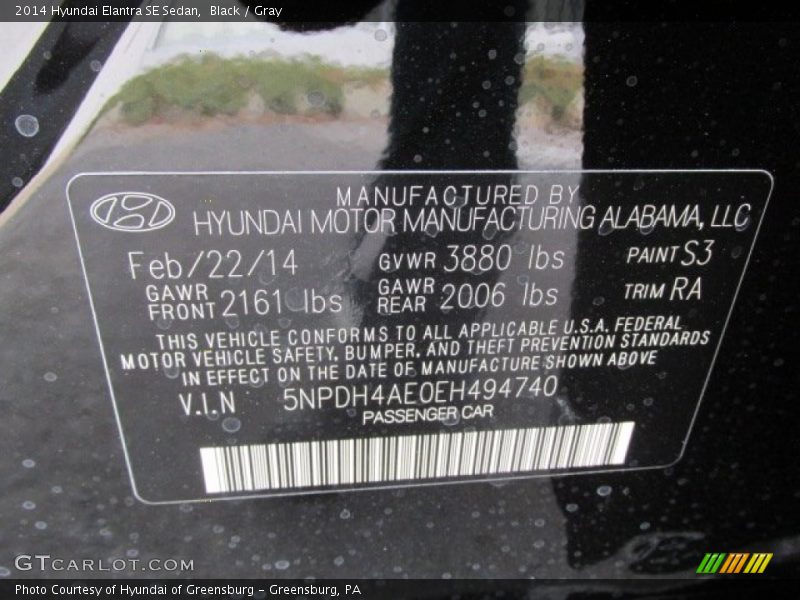 2014 Hyundai Elantra SE Sedan, Black / Gray
MANUFACTURED BY
HYUNDAI MOTOR MANUFACTURING ALABAMA, LLC
Feb/22/14 GVWR 3880 lbs PAINT S3
GAWR FRONT 2161 lbs GAWR REAR 2006 lbs TRIM RA
THIS VEHICLE CONFORMS TO ALL APPLICABLE U.S.A. FEDERAL
MOTOR VEHICLE SAFETY, BUMPER, AND THEFT PREVENTION STANDARDS
IN EFFECT ON THE DATE OF MANUFACTURE SHOWN ABOVE
V.I.N 5NPDH4AE0EH494740
PASSENGER CAR
GTCARLOT.COM
Photo Courtesy of Hyundai of Greensburg - Greensburg, PA